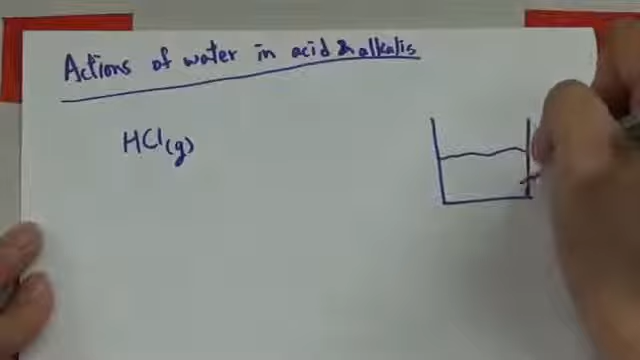 Actions of water in acid & alkalis
HCl(g)